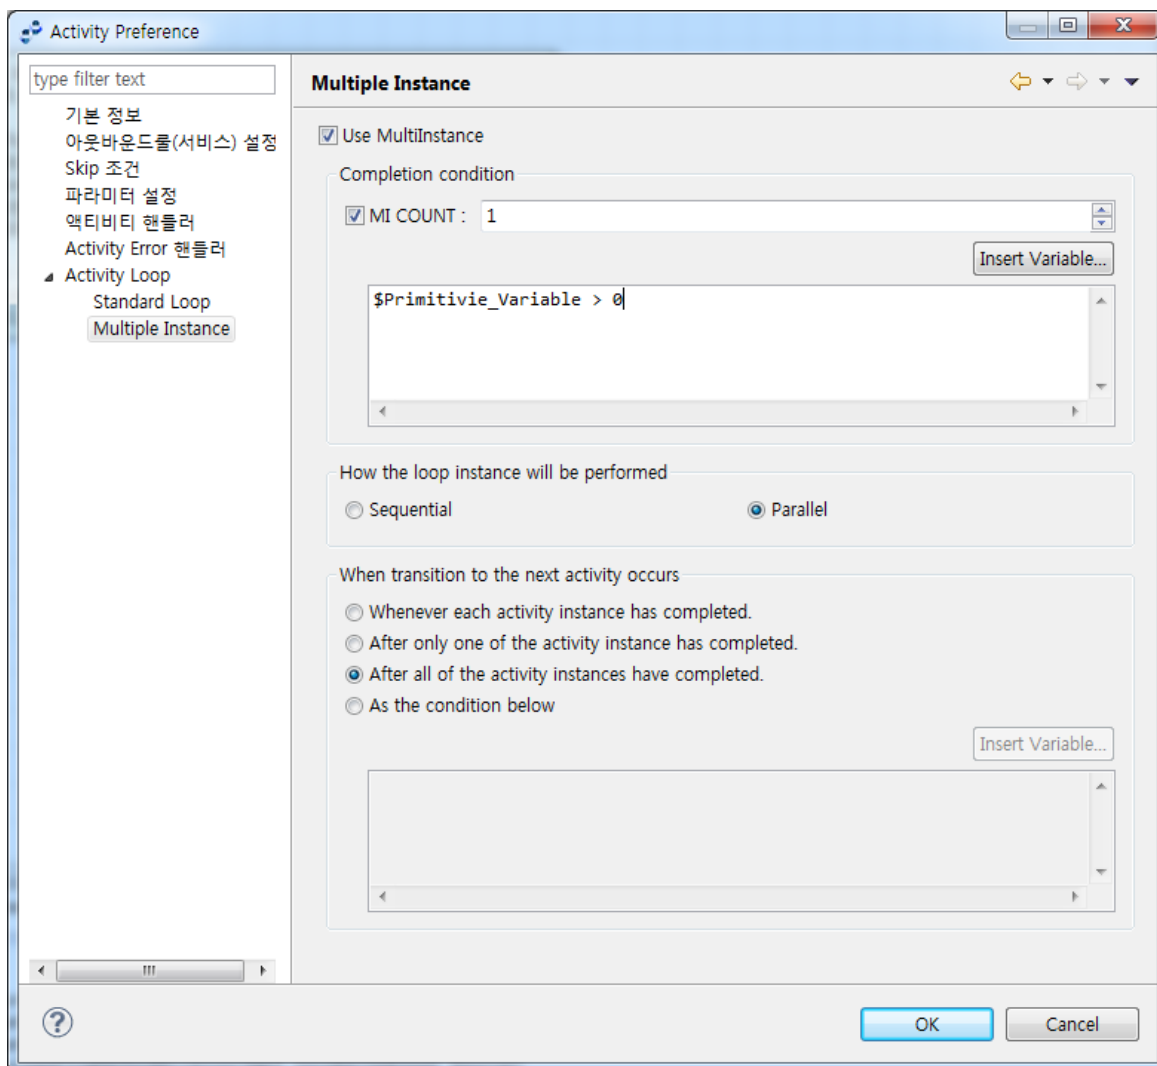 Activity Preference
type filter text
기본 정보
아웃바운드룰(서비스) 설정
Skip 조건
파라미터 설정
액티비티 핸들러
Activity Error 핸들러
Activity Loop
Standard Loop
Multiple Instance
Multiple Instance
Use MultiInstance
Completion condition
MI COUNT : 1
Insert Variable...
$Primitivie_Variable > 0
How the loop instance will be performed
Sequential Parallel
When transition to the next activity occurs
Whenever each activity instance has completed.
After only one of the activity instance has completed.
After all of the activity instances have completed.
As the condition below
Insert Variable...
OK Cancel